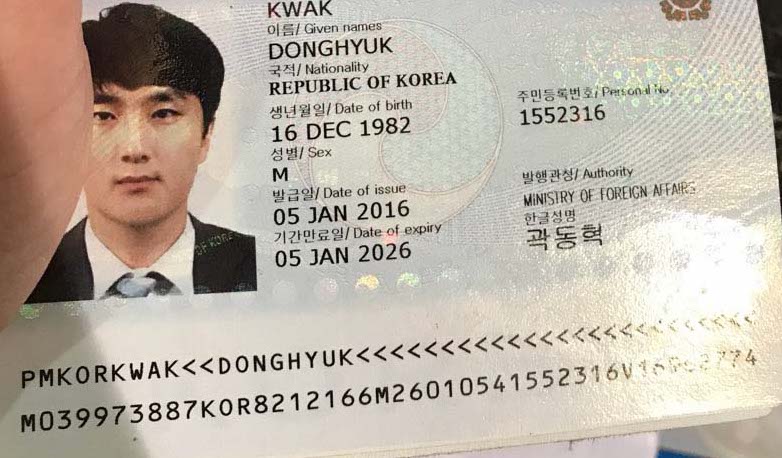 KWAK
이름/ Given names
DONGHYUK
국적/ Nationality
REPUBLIC OF KOREA
생년월일/ Date of birth
16 DEC 1982
성별/ Sex
M
발급일/ Date of issue
05 JAN 2016
기간만료일/ Date of expiry
05 JAN 2026
주민등록번호/ Personal No.
1552316
발행관청/ Authority
MINISTRY OF FOREIGN AFFAIRS
한글성명
곽동혁
OF KOREA
PMKORKWAK<<DONGHYUK<<<<<<<<<<<<<<<<<<<<<<<<<
M039973887KOR8212166M26010541552316V